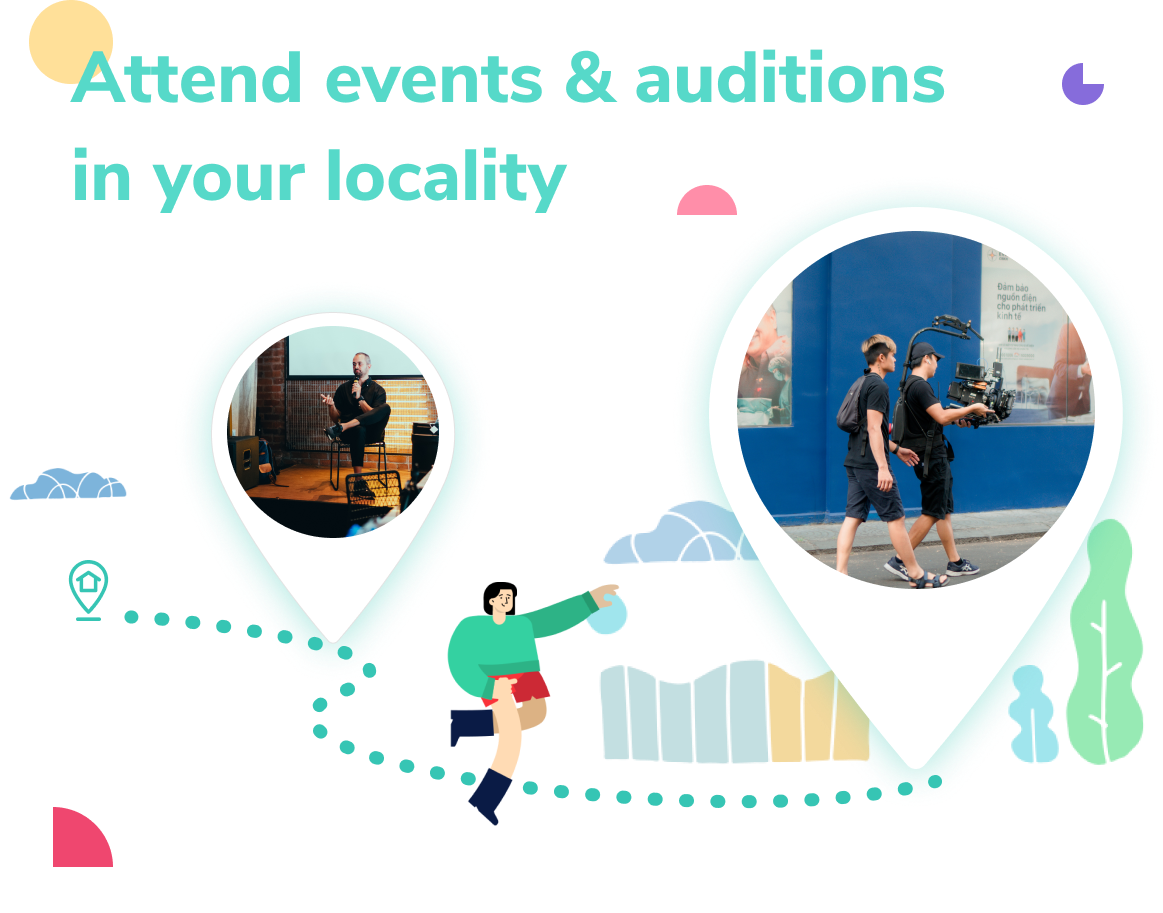 Attend events & auditions
in your locality
Đảm bảo
nguồn điện
cho phát triển
kinh tế